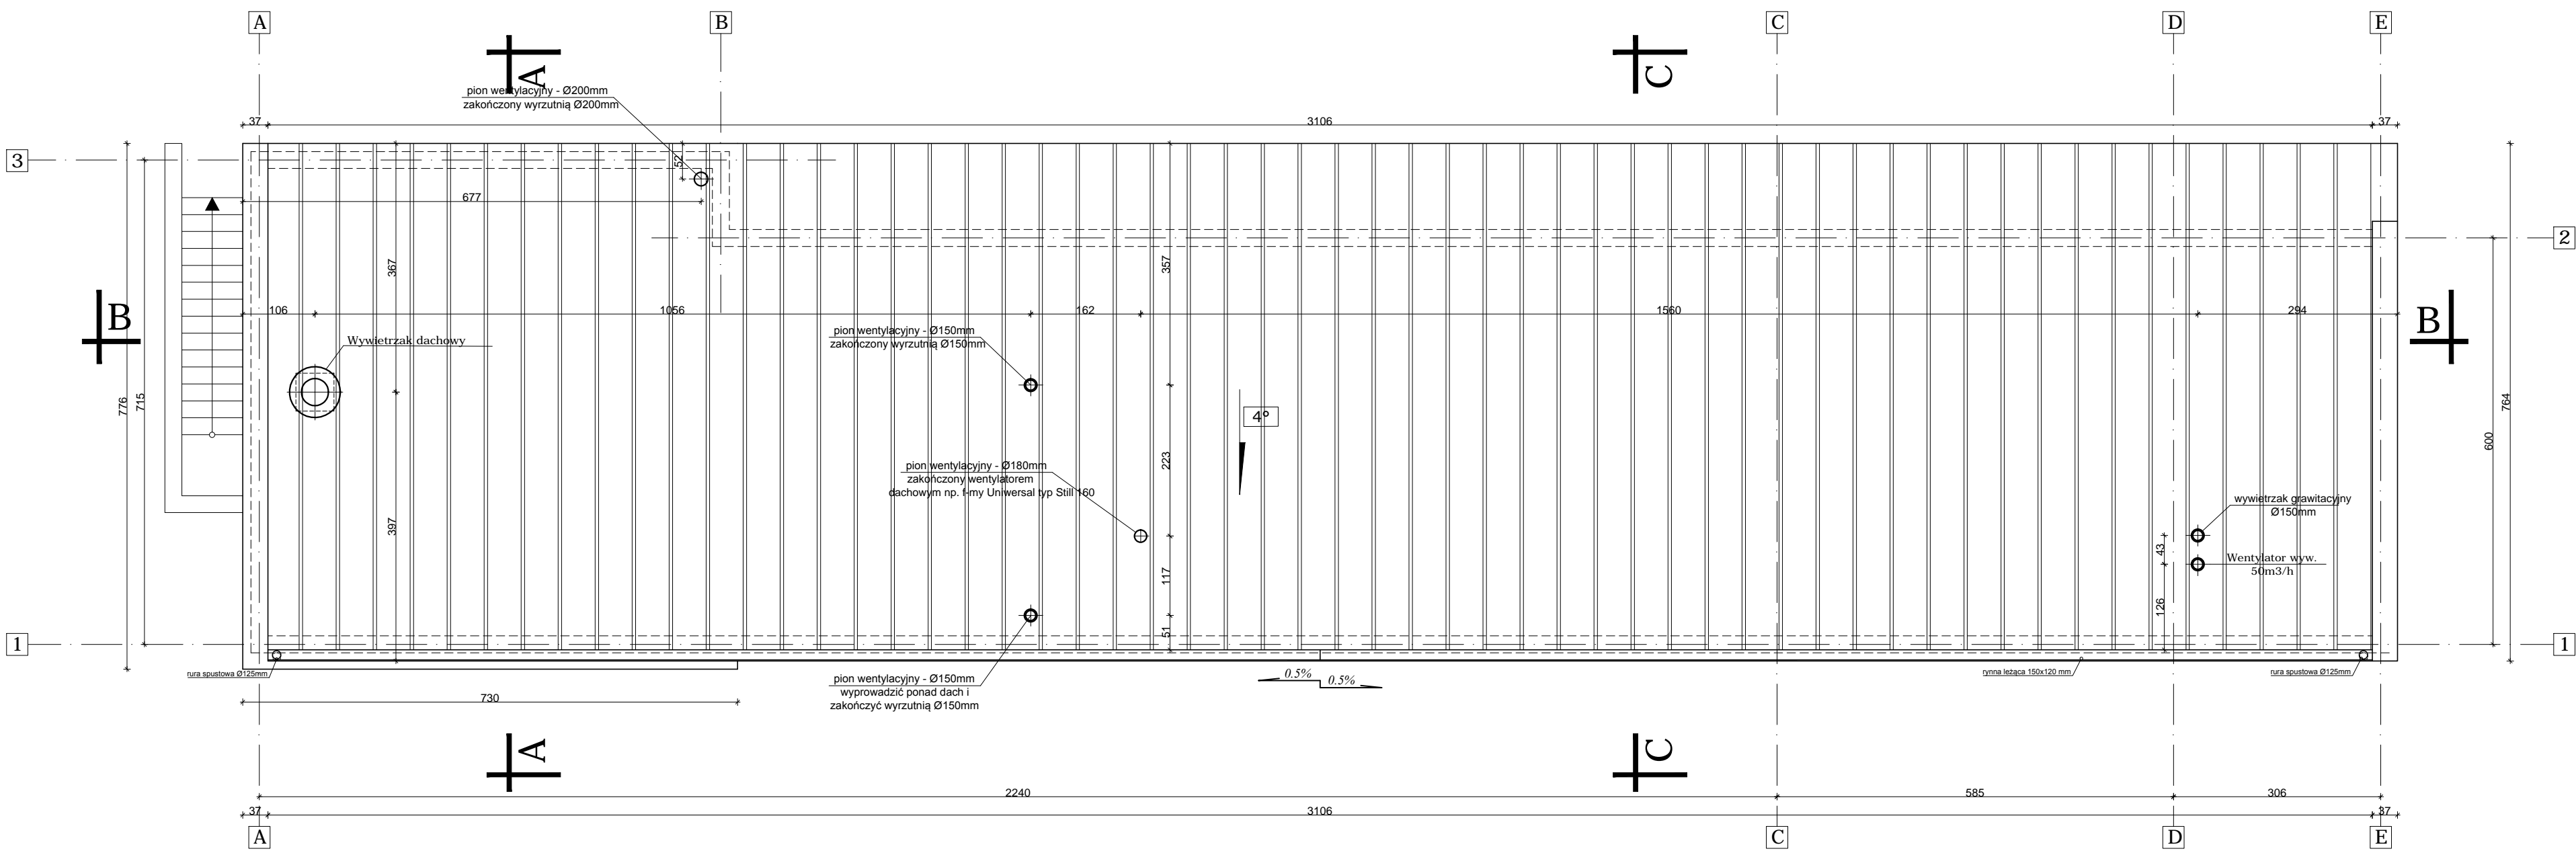 A
B
C
D
E
A
C
pion wentylacyjny - Ø200mm
zakończony wyrzutnią Ø200mm
37
3106
37
3
52
677
2
367
357
106
1056
162
1560
294
B
B
pion wentylacyjny - Ø150mm
zakończony wyrzutnią Ø150mm
Wywietrzak dachowy
776
715
764
4°
600
pion wentylacyjny - Ø180mm
zakończony wentylatorem
dachowym np. f-my Uniwersal typ Still 160
223
wywietrzak grawitacyjny
Ø150mm
397
43
Wentylator wyw.
50m3/h
117
126
51
1
1
rura spustowa Ø125mm
0.5%
0.5%
rynna leżąca 150x120 mm
rura spustowa Ø125mm
pion wentylacyjny - Ø150mm
wyprowadzić ponad dach i
zakończyć wyrzutnią Ø150mm
730
A
C
2240
585
306
37
3106
37
A
C
D
E